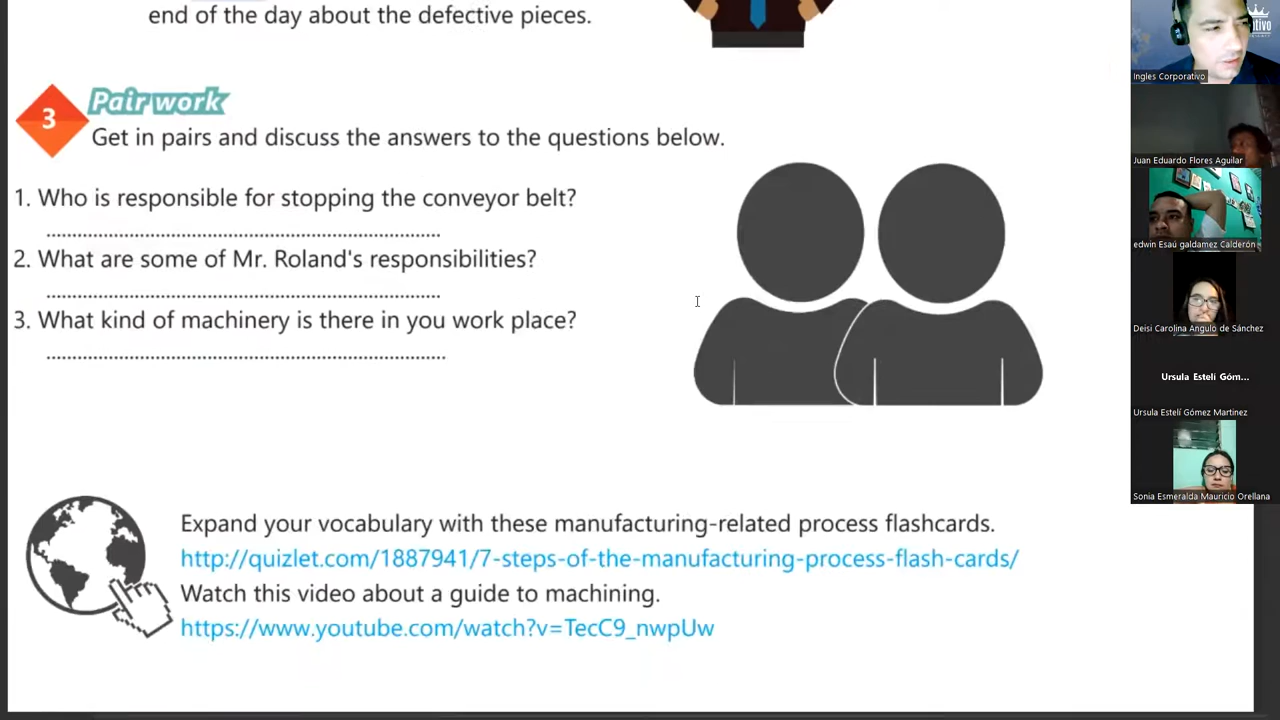 end of the day about the defective pieces.
3
Pair work
Get in pairs and discuss the answers to the questions below.
1. Who is responsible for stopping the conveyor belt?
2. What are some of Mr. Roland's responsibilities?
3. What kind of machinery is there in you work place?
Expand your vocabulary with these manufacturing-related process flashcards.
http://quizlet.com/1887941/7-steps-of-the-manufacturing-process-flash-cards/
Watch this video about a guide to machining.
https://www.youtube.com/watch?v=TecC9_nwpUw
Ingles Corporativo
Juan Eduardo Flores Aguilar
edwin Esaú galdamez Calderón
Deisi Carolina Angulo de Sánchez
Ursula Estelí Góm...
Ursula Estelí Gómez Martinez
Sonia Esmeralda Mauricio Orellana